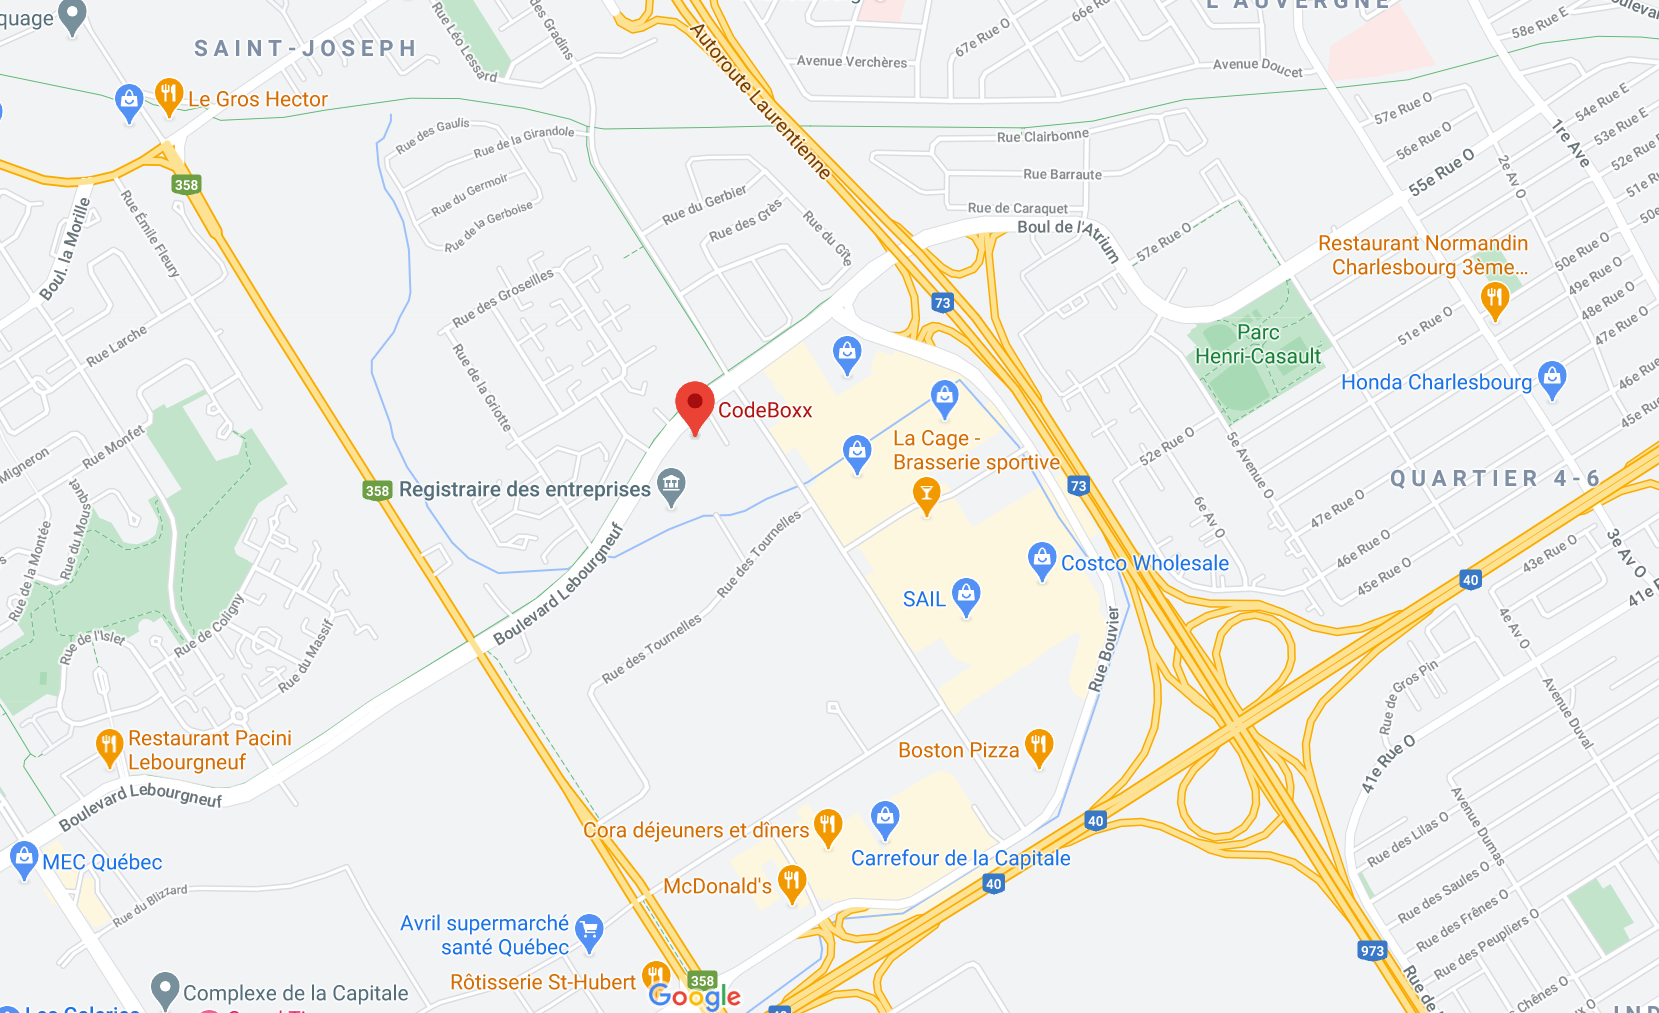 quage
SAINT-JOSEPH
Rue Léo Lessard
des Gradins
Autoroute Laurentienne
67e Rue O
66e Rue
L'AUVERGNE
58e Rue E
Avenue Verchères
Avenue Doucet
Le Gros Hector
Rue des Gaulis
Rue de la Girandole
Rue Clairbonne
57e Rue O
54e Rue E
53e Rue E
1re Ave
56e Rue O
52e Rue
358
Rue du Germoir
Rue du Gerbier
Rue Barraute
55e Rue O
2e Av O
51e R
Boul. la Morille
Rue Émile Fleury
Rue de la Gerboise
Rue des Grès
Rue du Gîte
Rue de Caraquet
Boul de l'Atrium
57e Rue O
50e
Restaurant Normandin
Charlesbourg 3ème...
50e Rue O
49e Rue O
Rue des Groseilles
73
48e Rue O
51e Rue O
47e Rue O
Rue Larche
Rue de la Griotte
Parc
Henri-Casault
Honda Charlesbourg
46e Rue
45e Rue
CodeBoxx
La Cage -
Brasserie sportive
52e Rue O
5e Avenue O
Migneron
Rue Monfet
QUARTIER 4-6
358
Registraire des entreprises
73
Rue du Mousquet
Rue de la Montée
Rue des Tournelles
6e Av O
47e Rue O
46e Rue O
45e Rue O
3e Av O
43e Rue O
Boulevard Lebourgneuf
Costco Wholesale
SAIL
40
41e R
Rue de l'Islet
Rue de Coligny
Rue du Massif
Rue des Tournelles
Rue Bouvier
4e Av O
Rue de Gros Pin
Avenue Duval
Restaurant Pacini
Lebourgneuf
Boston Pizza
41e Rue O
Boulevard Lebourgneuf
Cora déjeuners et dîners
40
Avenue Dumas
Rue des Lilas O
MEC Québec
Carrefour de la Capitale
McDonald's
40
Rue des Saules O
Rue du Blizzard
Rue des Frênes O
Rue des Peupliers O
Avril supermarché
santé Québec
973
Rôtisserie St-Hubert
358
Google
Complexe de la Capitale
Rue de
Chênes O